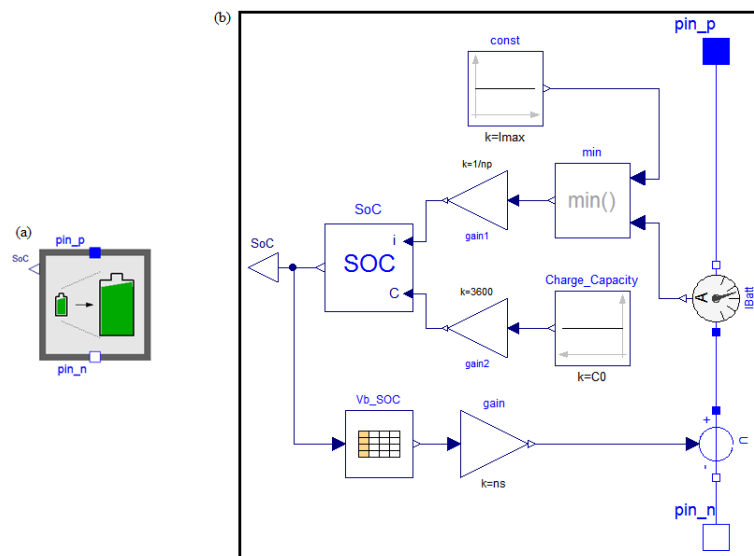 (a)
pin_p
SoC
pin_n
(b)
pin_p
const
k=Imax
min
min()
k=1/np
gain1
SoC
SoC
i
SOC
C
k=3600
gain2
Charge_Capacity
k=C0
A
IBatt
Vb_SOC
gain
k=ns
+
U
-
pin_n